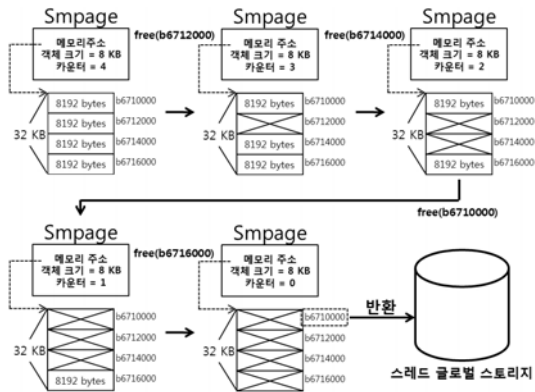 Smpage
메모리주소
객체 크기 = 8 KB
카운터 = 4
8192 bytes
8192 bytes
8192 bytes
8192 bytes
32 KB
b6710000
b6712000
b6714000
b6716000
free(b6712000)
Smpage
메모리주소
객체 크기 = 8 KB
카운터 = 3
8192 bytes
8192 bytes
8192 bytes
32 KB
b6710000
b6712000
b6714000
b6716000
free(b6714000)
Smpage
메모리주소
객체 크기 = 8 KB
카운터 = 2
8192 bytes
8192 bytes
32 KB
b6710000
b6712000
b6714000
b6716000
free(b6710000)
Smpage
메모리 주소
객체 크기 = 8 KB
카운터 = 1
8192 bytes
32 KB
b6710000
b6712000
b6714000
b6716000
free(b6716000)
Smpage
메모리 주소
객체 크기 = 8 KB
카운터 = 0
32 KB
b6710000
b6712000
b6714000
b6716000
반환
스레드 글로벌 스토리지